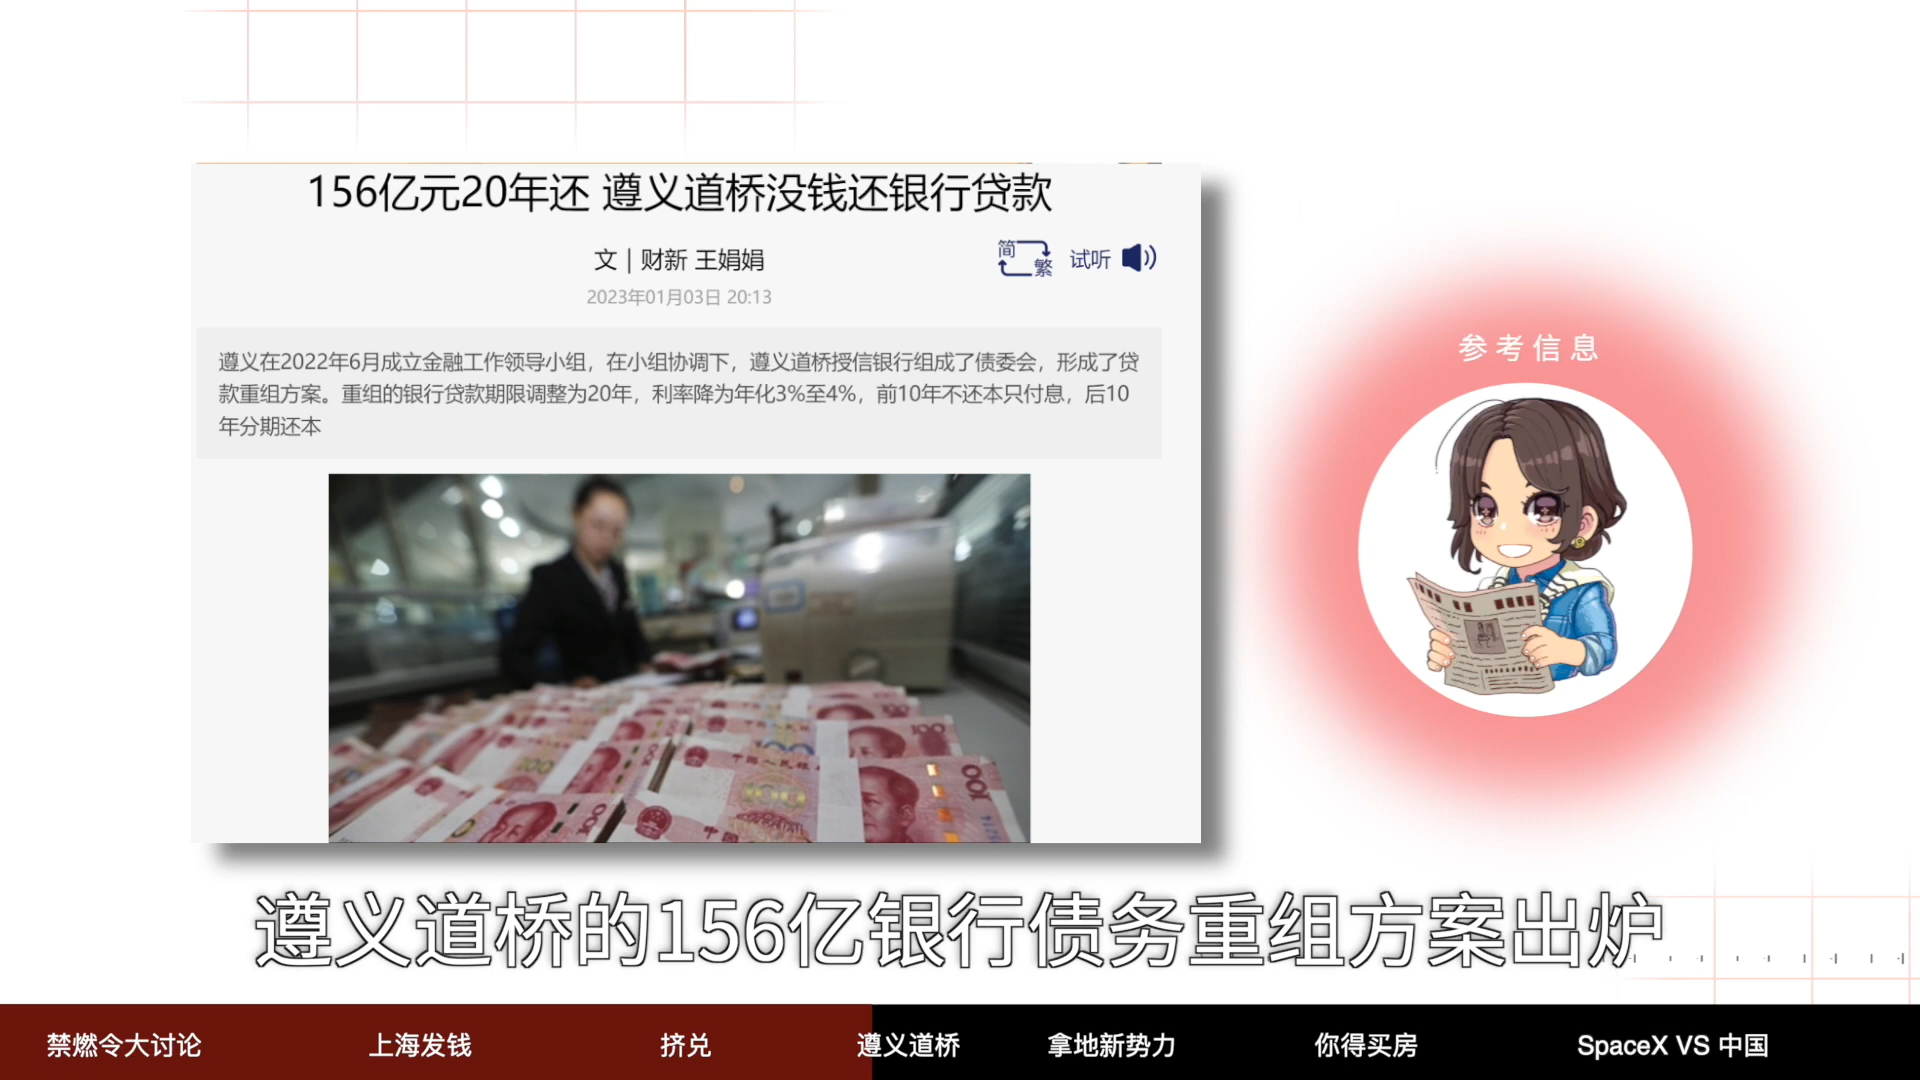 156亿元20年还 遵义道桥没钱还银行贷款
文｜财新 王娟娟
简
繁
试听
2023年01月03日 20:13
遵义在2022年6月成立金融工作领导小组，在小组协调下，遵义道桥授信银行组成了债委会，形成了贷
款重组方案。重组的银行贷款期限调整为20年，利率降为年化3%至4%，前10年不还本只付息，后10
年分期还本
参考信息
100
100
遵义道桥的156亿银行债务重组方案出炉
禁燃令大讨论
上海发钱
挤兑
遵义道桥
拿地新势力
你得买房
SpaceX VS 中国